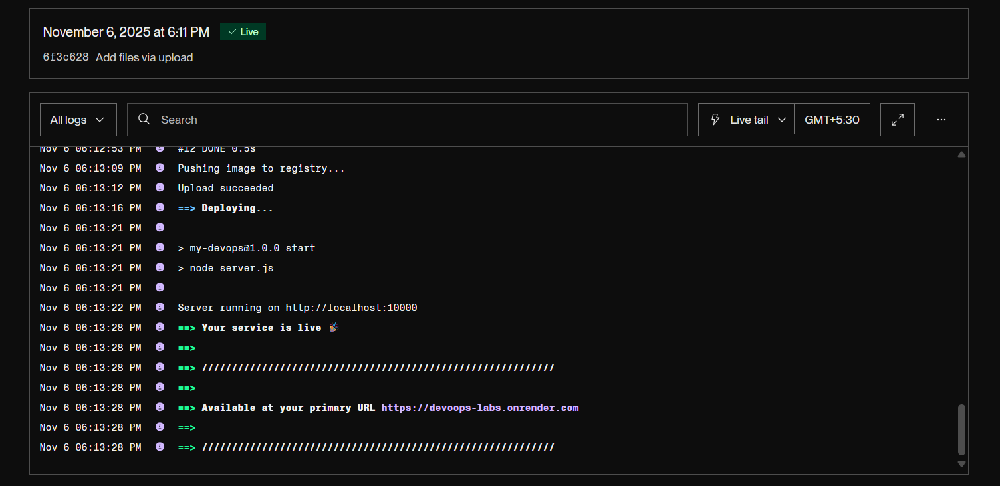 November 6, 2025 at 6:11 PM Live
6f3c628 Add files via upload
All logs Search Live tail GMT+5:30 ...
Nov 6 06:12:53 PM #12 DONE 0.5s
Nov 6 06:13:09 PM Pushing image to registry...
Nov 6 06:13:12 PM Upload succeeded
Nov 6 06:13:16 PM ==> Deploying...
Nov 6 06:13:21 PM
Nov 6 06:13:21 PM > my-devops@1.0.0 start
Nov 6 06:13:21 PM > node server.js
Nov 6 06:13:21 PM
Nov 6 06:13:22 PM Server running on http://localhost:10000
Nov 6 06:13:28 PM ==> Your service is live 🎉
Nov 6 06:13:28 PM ==>
Nov 6 06:13:28 PM ==> ///////////////////////////////////////////////////////////
Nov 6 06:13:28 PM ==>
Nov 6 06:13:28 PM ==> Available at your primary URL https://devoops-labs.onrender.com
Nov 6 06:13:28 PM ==>
Nov 6 06:13:28 PM ==> ///////////////////////////////////////////////////////////